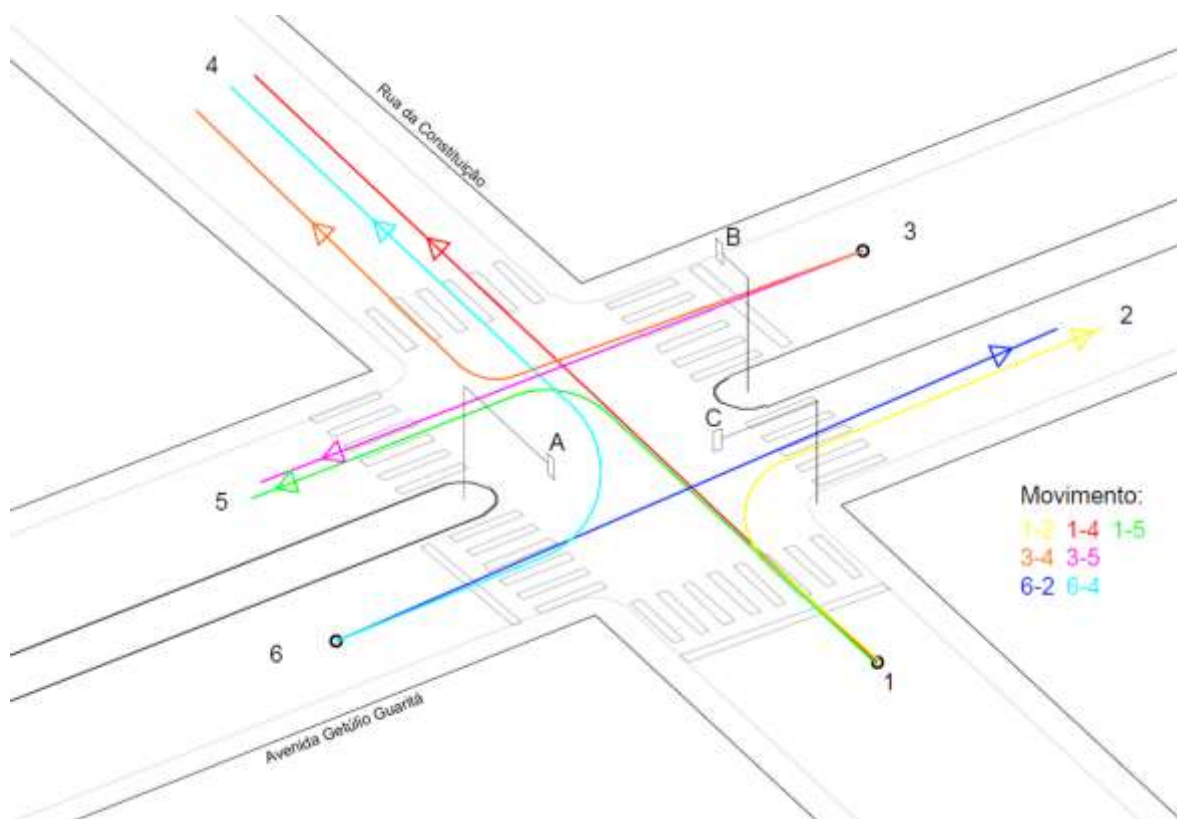 4
Rua da Constituição
B
3
2
C
A
5
Movimento:
1-2 1-4 1-5
3-4 3-5
6-2 6-4
6
1
Avenida Getúlio Guaritá